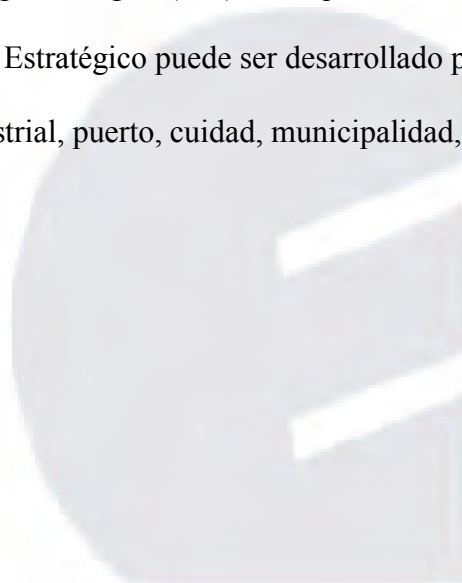 Estratégico puede ser desarrollado p
strial, puerto, cuidad, municipalidad,